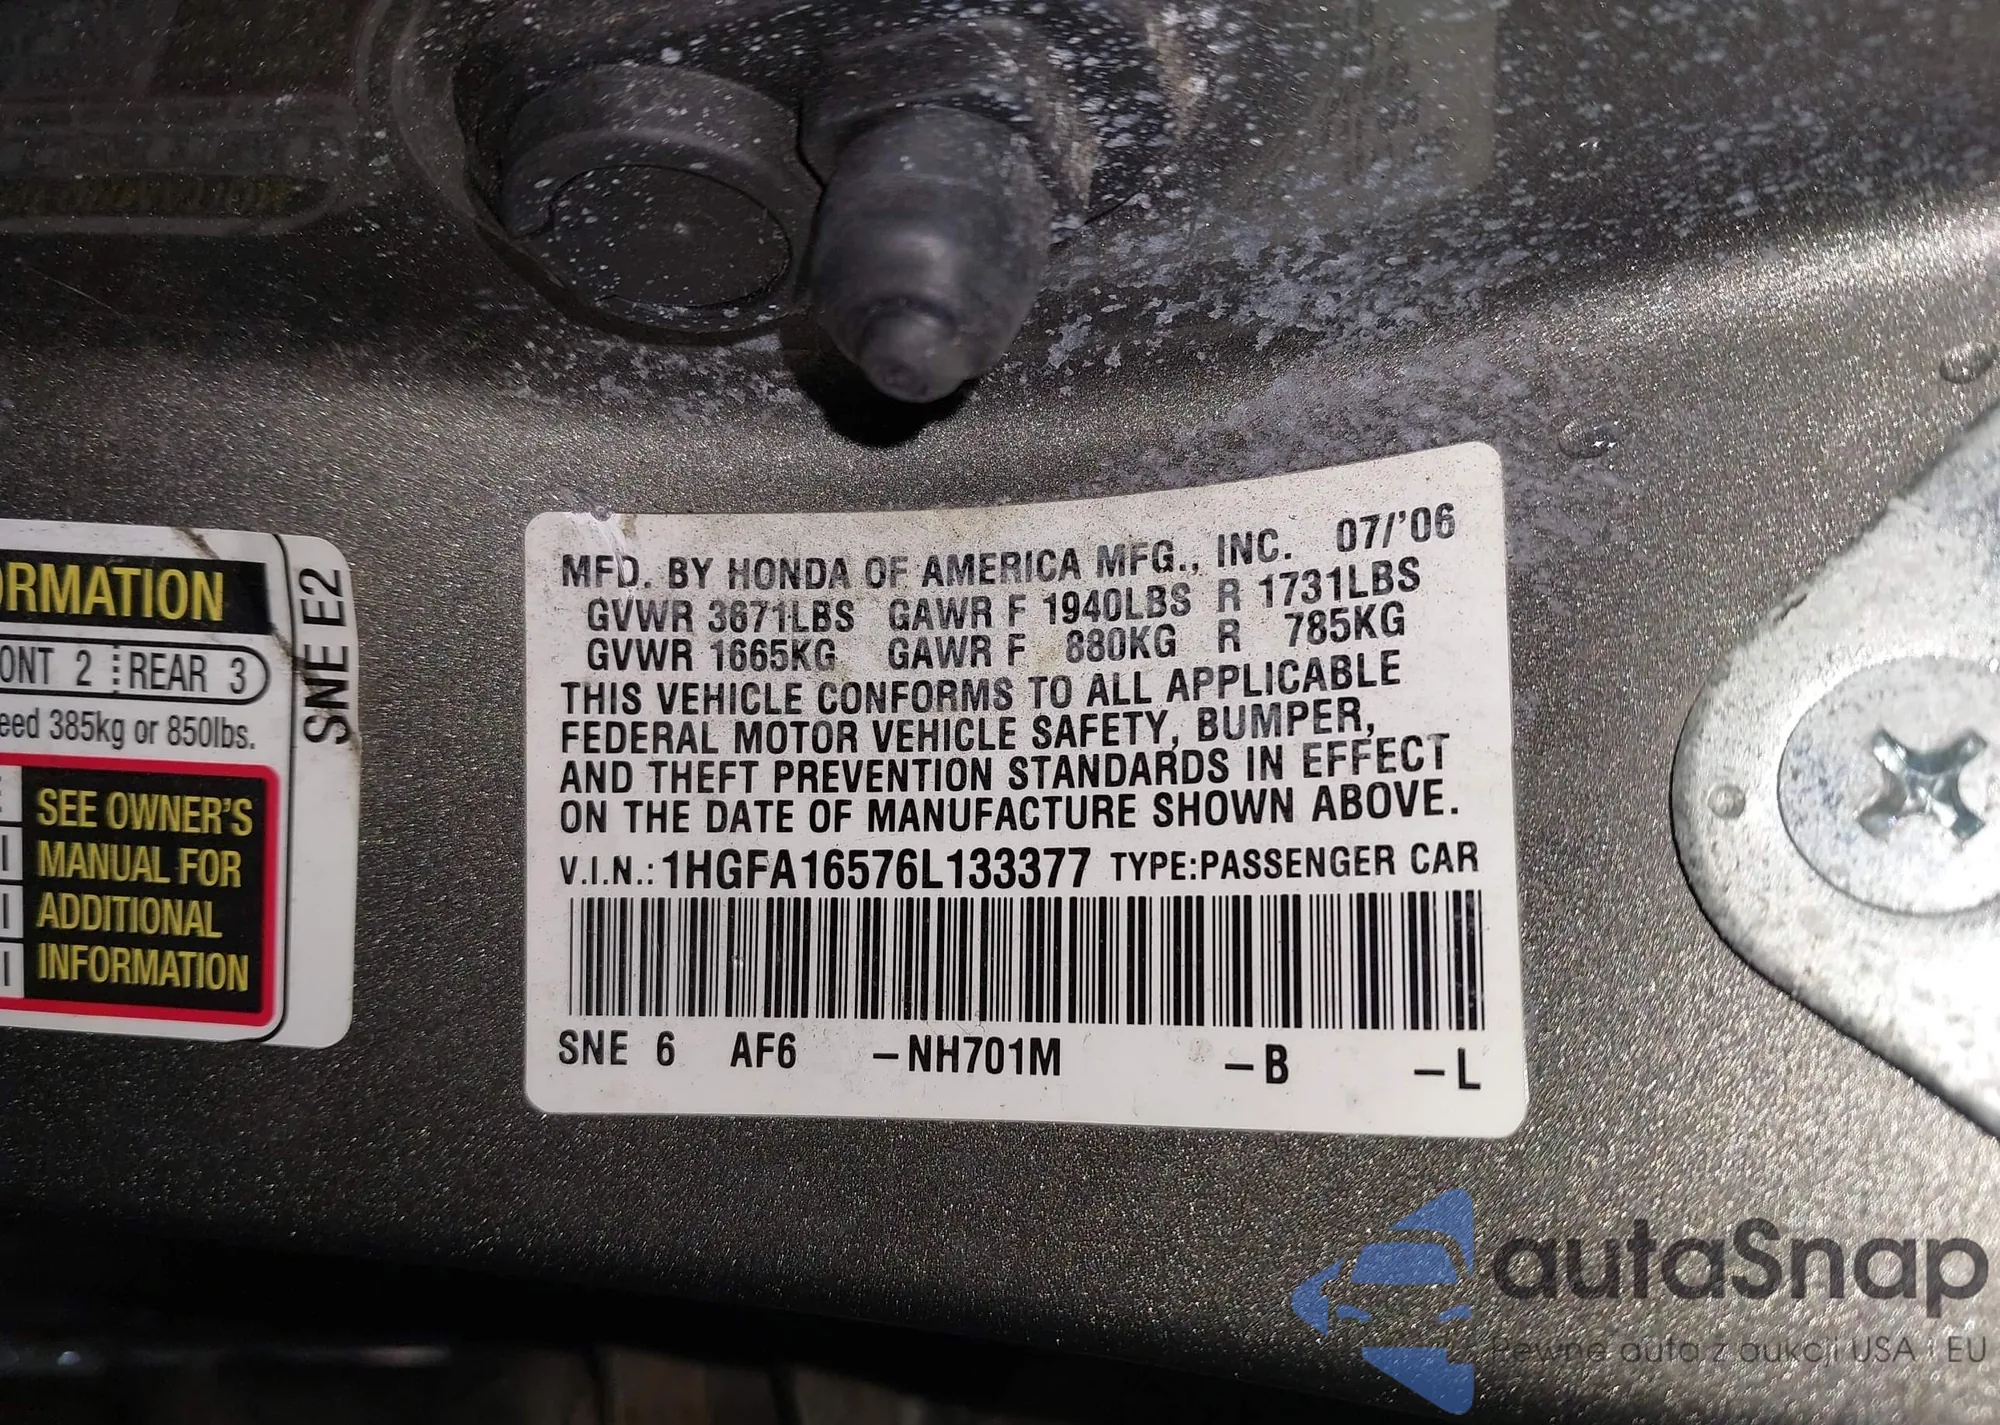 ORMATION
ONT 2 REAR 3
eed 385kg or 850lbs.
SEE OWNER'S
MANUAL FOR
ADDITIONAL
INFORMATION
SNE E2
MFD. BY HONDA OF AMERICA MFG., INC. 07/'06
GVWR 3671LBS GAWR F 1940LBS R 1731LBS
GVWR 1665KG GAWR F 880KG R 785KG
THIS VEHICLE CONFORMS TO ALL APPLICABLE
FEDERAL MOTOR VEHICLE SAFETY, BUMPER,
AND THEFT PREVENTION STANDARDS IN EFFECT
ON THE DATE OF MANUFACTURE SHOWN ABOVE.
V.I.N.: 1HGFA16576L133377 TYPE:PASSENGER CAR
SNE 6 AF6 –NH701M –B –L
autaSnap
Pewne auta z aukcji USA i EU